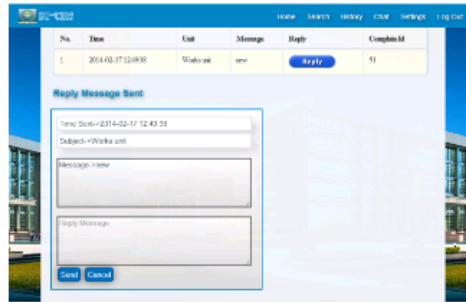 Home Search History Chat Settings Log Out
No. Time Unit Message Reply Complain Id
1 2014-02-17 12:49:38 Works unit new Reply 51
Reply Message Sent
Time Sent->2014-02-17 12:49:38
Subject->Works unit
Message->new
Reply Message
Send Cancel